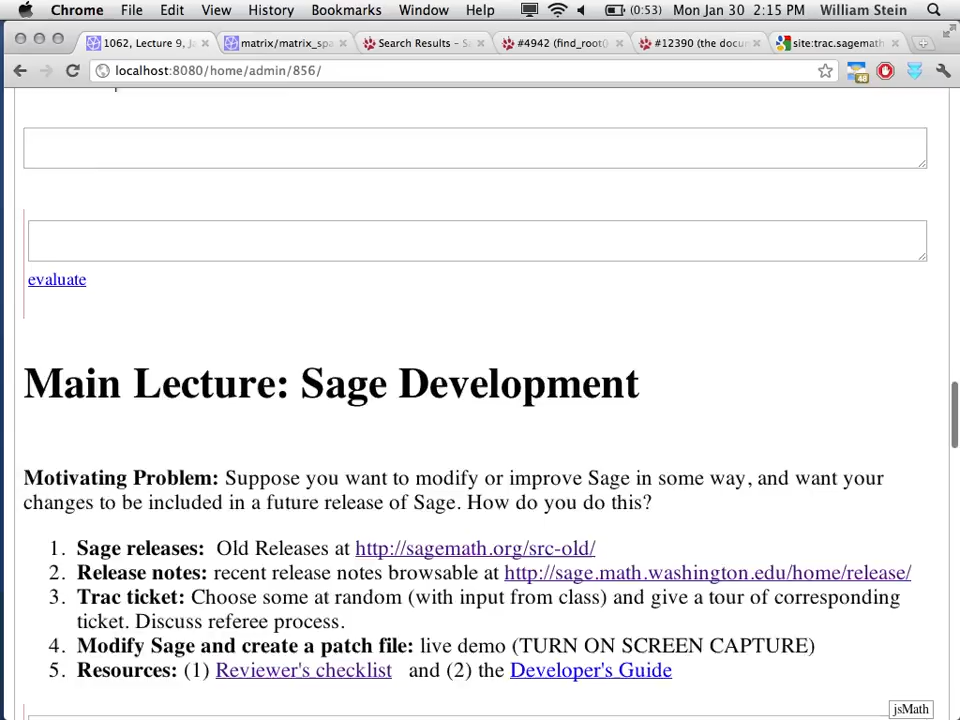 Chrome File Edit View History Bookmarks Window Help (0:53) Mon Jan 30 2:15 PM William Stein
1062, Lecture 9, Ja
matrix/matrix_spa
Search Results – Sa
#4942 (find_root()
#12390 (the docum
site:trac.sagemath
localhost:8080/home/admin/856/
48
evaluate
Main Lecture: Sage Development
Motivating Problem: Suppose you want to modify or improve Sage in some way, and want your
changes to be included in a future release of Sage. How do you do this?
1. Sage releases: Old Releases at http://sagemath.org/src-old/
2. Release notes: recent release notes browsable at http://sage.math.washington.edu/home/release/
3. Trac ticket: Choose some at random (with input from class) and give a tour of corresponding
ticket. Discuss referee process.
4. Modify Sage and create a patch file: live demo (TURN ON SCREEN CAPTURE)
5. Resources: (1) Reviewer's checklist and (2) the Developer's Guide
jsMath